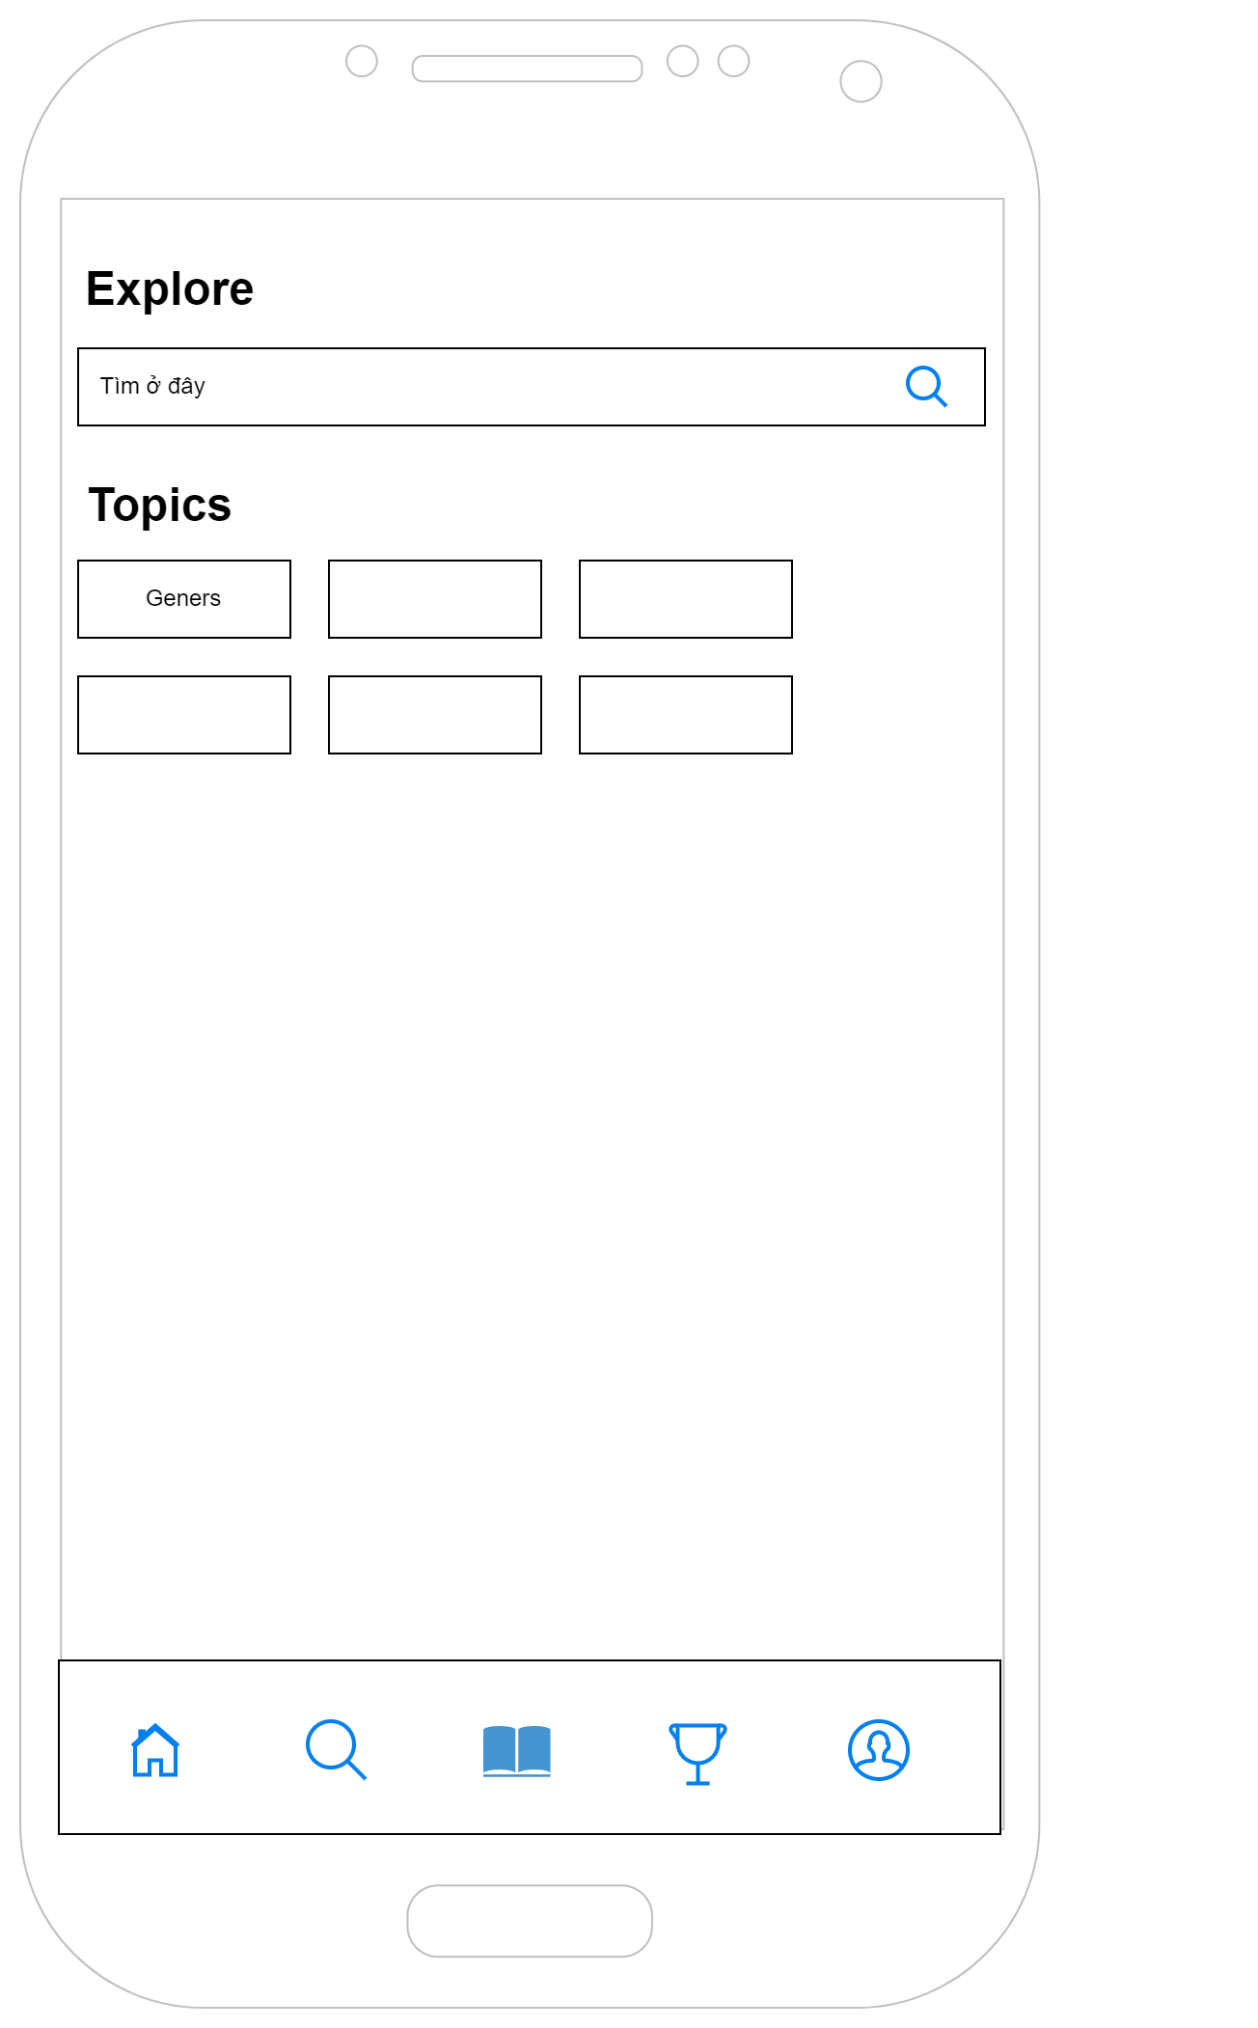 Explore
Tìm ở đây
Topics
Geners